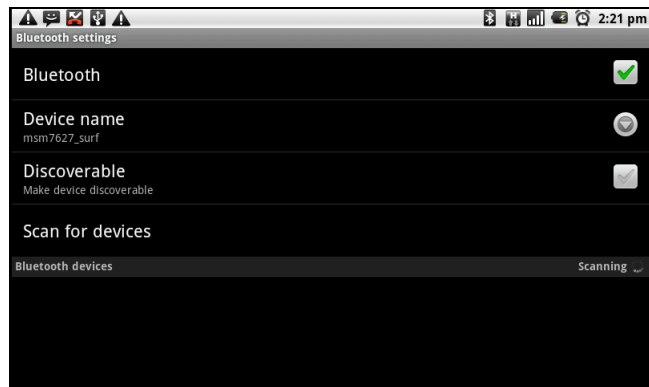 2:21 pm
Bluetooth settings
Bluetooth
Device name
msm7627_surf
Discoverable
Make device discoverable
Scan for devices
Bluetooth devices Scanning